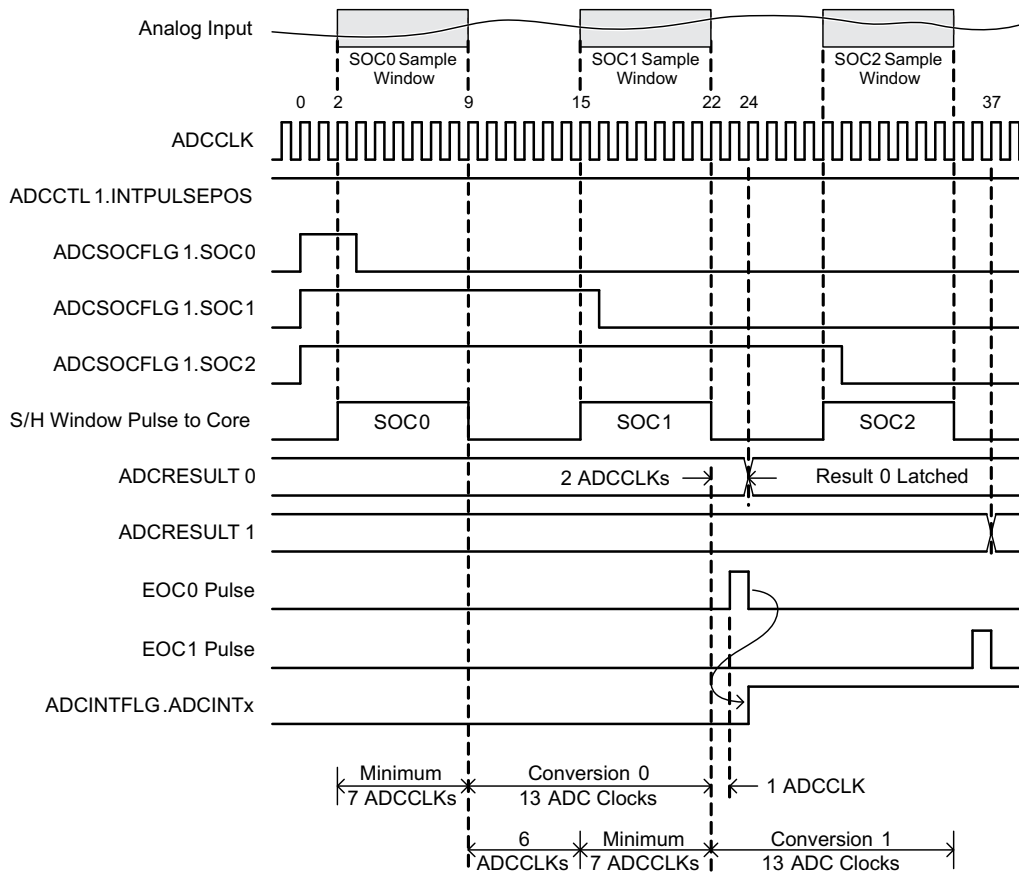 Analog Input
SOC0 Sample
Window
SOC1 Sample
Window
SOC2 Sample
Window
0 2 9 15 22 24 37
ADCCLK
ADCCTL 1.INTPULSEPOS
ADCSOCFLG 1.SOC0
ADCSOCFLG 1.SOC1
ADCSOCFLG 1.SOC2
S/H Window Pulse to Core
SOC0
SOC1
SOC2
ADCRESULT 0
2 ADCCLKs
Result 0 Latched
ADCRESULT 1
EOC0 Pulse
EOC1 Pulse
ADCINTFLG .ADCINTx
Minimum
7 ADCCLKs
Conversion 0
13 ADC Clocks
1 ADCCLK
6
ADCCLKs
Minimum
7 ADCCLKs
Conversion 1
13 ADC Clocks